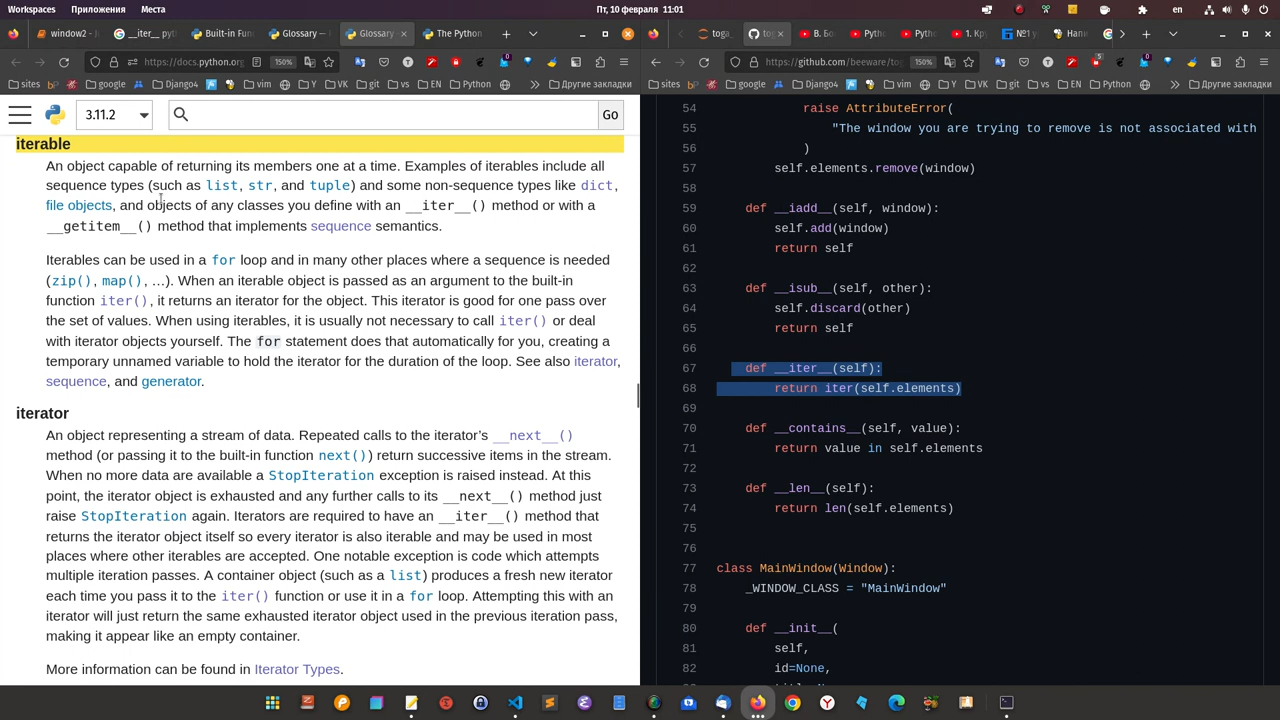 Workspaces Приложения Места
Пт, 10 февраля 11:01
en
window2 -
__iter__ pyt
Built-in Fun
Glossary —
Glossary
The Python
https://docs.python.org
150%
sites
google
Django4
vim
Y
VK
git
vs
EN
Python
Другие закладки
3.11.2
Go
iterable
An object capable of returning its members one at a time. Examples of iterables include all
sequence types (such as list, str, and tuple) and some non-sequence types like dict,
file objects, and objects of any classes you define with an __iter__() method or with a
__getitem__() method that implements sequence semantics.
Iterables can be used in a for loop and in many other places where a sequence is needed
(zip(), map(), …). When an iterable object is passed as an argument to the built-in
function iter(), it returns an iterator for the object. This iterator is good for one pass over
the set of values. When using iterables, it is usually not necessary to call iter() or deal
with iterator objects yourself. The for statement does that automatically for you, creating a
temporary unnamed variable to hold the iterator for the duration of the loop. See also iterator,
sequence, and generator.
iterator
An object representing a stream of data. Repeated calls to the iterator’s __next__()
method (or passing it to the built-in function next()) return successive items in the stream.
When no more data are available a StopIteration exception is raised instead. At this
point, the iterator object is exhausted and any further calls to its __next__() method just
raise StopIteration again. Iterators are required to have an __iter__() method that
returns the iterator object itself so every iterator is also iterable and may be used in most
places where other iterables are accepted. One notable exception is code which attempts
multiple iteration passes. A container object (such as a list) produces a fresh new iterator
each time you pass it to the iter() function or use it in a for loop. Attempting this with an
iterator will just return the same exhausted iterator object used in the previous iteration pass,
making it appear like an empty container.
More information can be found in Iterator Types.
toga
tog
В. Бо
Pyth
Pyth
1. Кру
№1 у
Напи
https://github.com/beeware/tog
150%
sites
google
Django4
vim
Y
VK
git
vs
EN
Python
Другие закладки
54 raise AttributeError(
55 "The window you are trying to remove is not associated with
56 )
57 self.elements.remove(window)
58
59 def __iadd__(self, window):
60 self.add(window)
61 return self
62
63 def __isub__(self, other):
64 self.discard(other)
65 return self
66
67 def __iter__(self):
68 return iter(self.elements)
69
70 def __contains__(self, value):
71 return value in self.elements
72
73 def __len__(self):
74 return len(self.elements)
75
76
77 class MainWindow(Window):
78 _WINDOW_CLASS = "MainWindow"
79
80 def __init__(
81 self,
82 id=None,